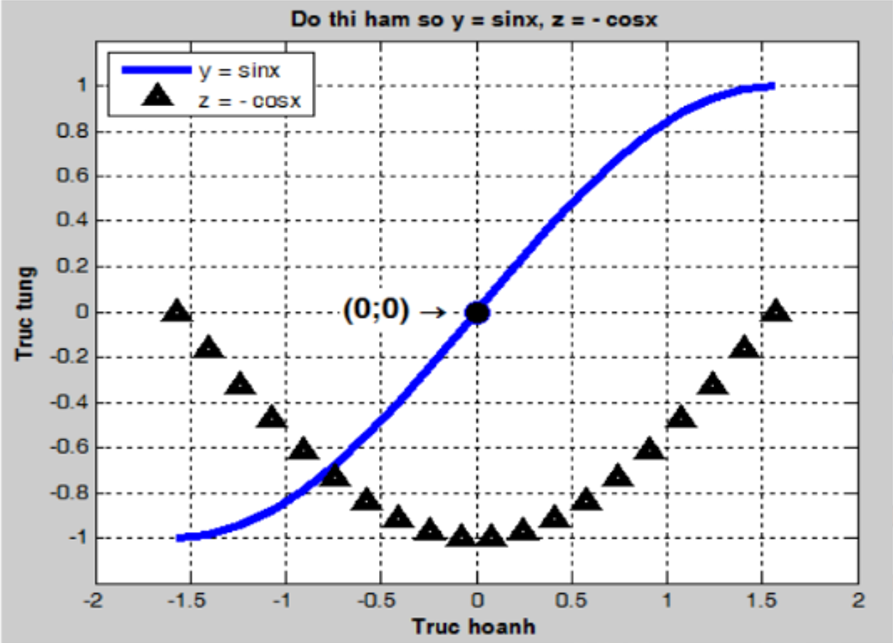 Do thi ham so y = sinx, z = - cosx
y = sinx
z = - cosx
1
0.8
0.6
0.4
0.2
0
-0.2
-0.4
-0.6
-0.8
-1
Truc tung
(0;0) →
-2 -1.5 -1 -0.5 0 0.5 1 1.5 2
Truc hoanh